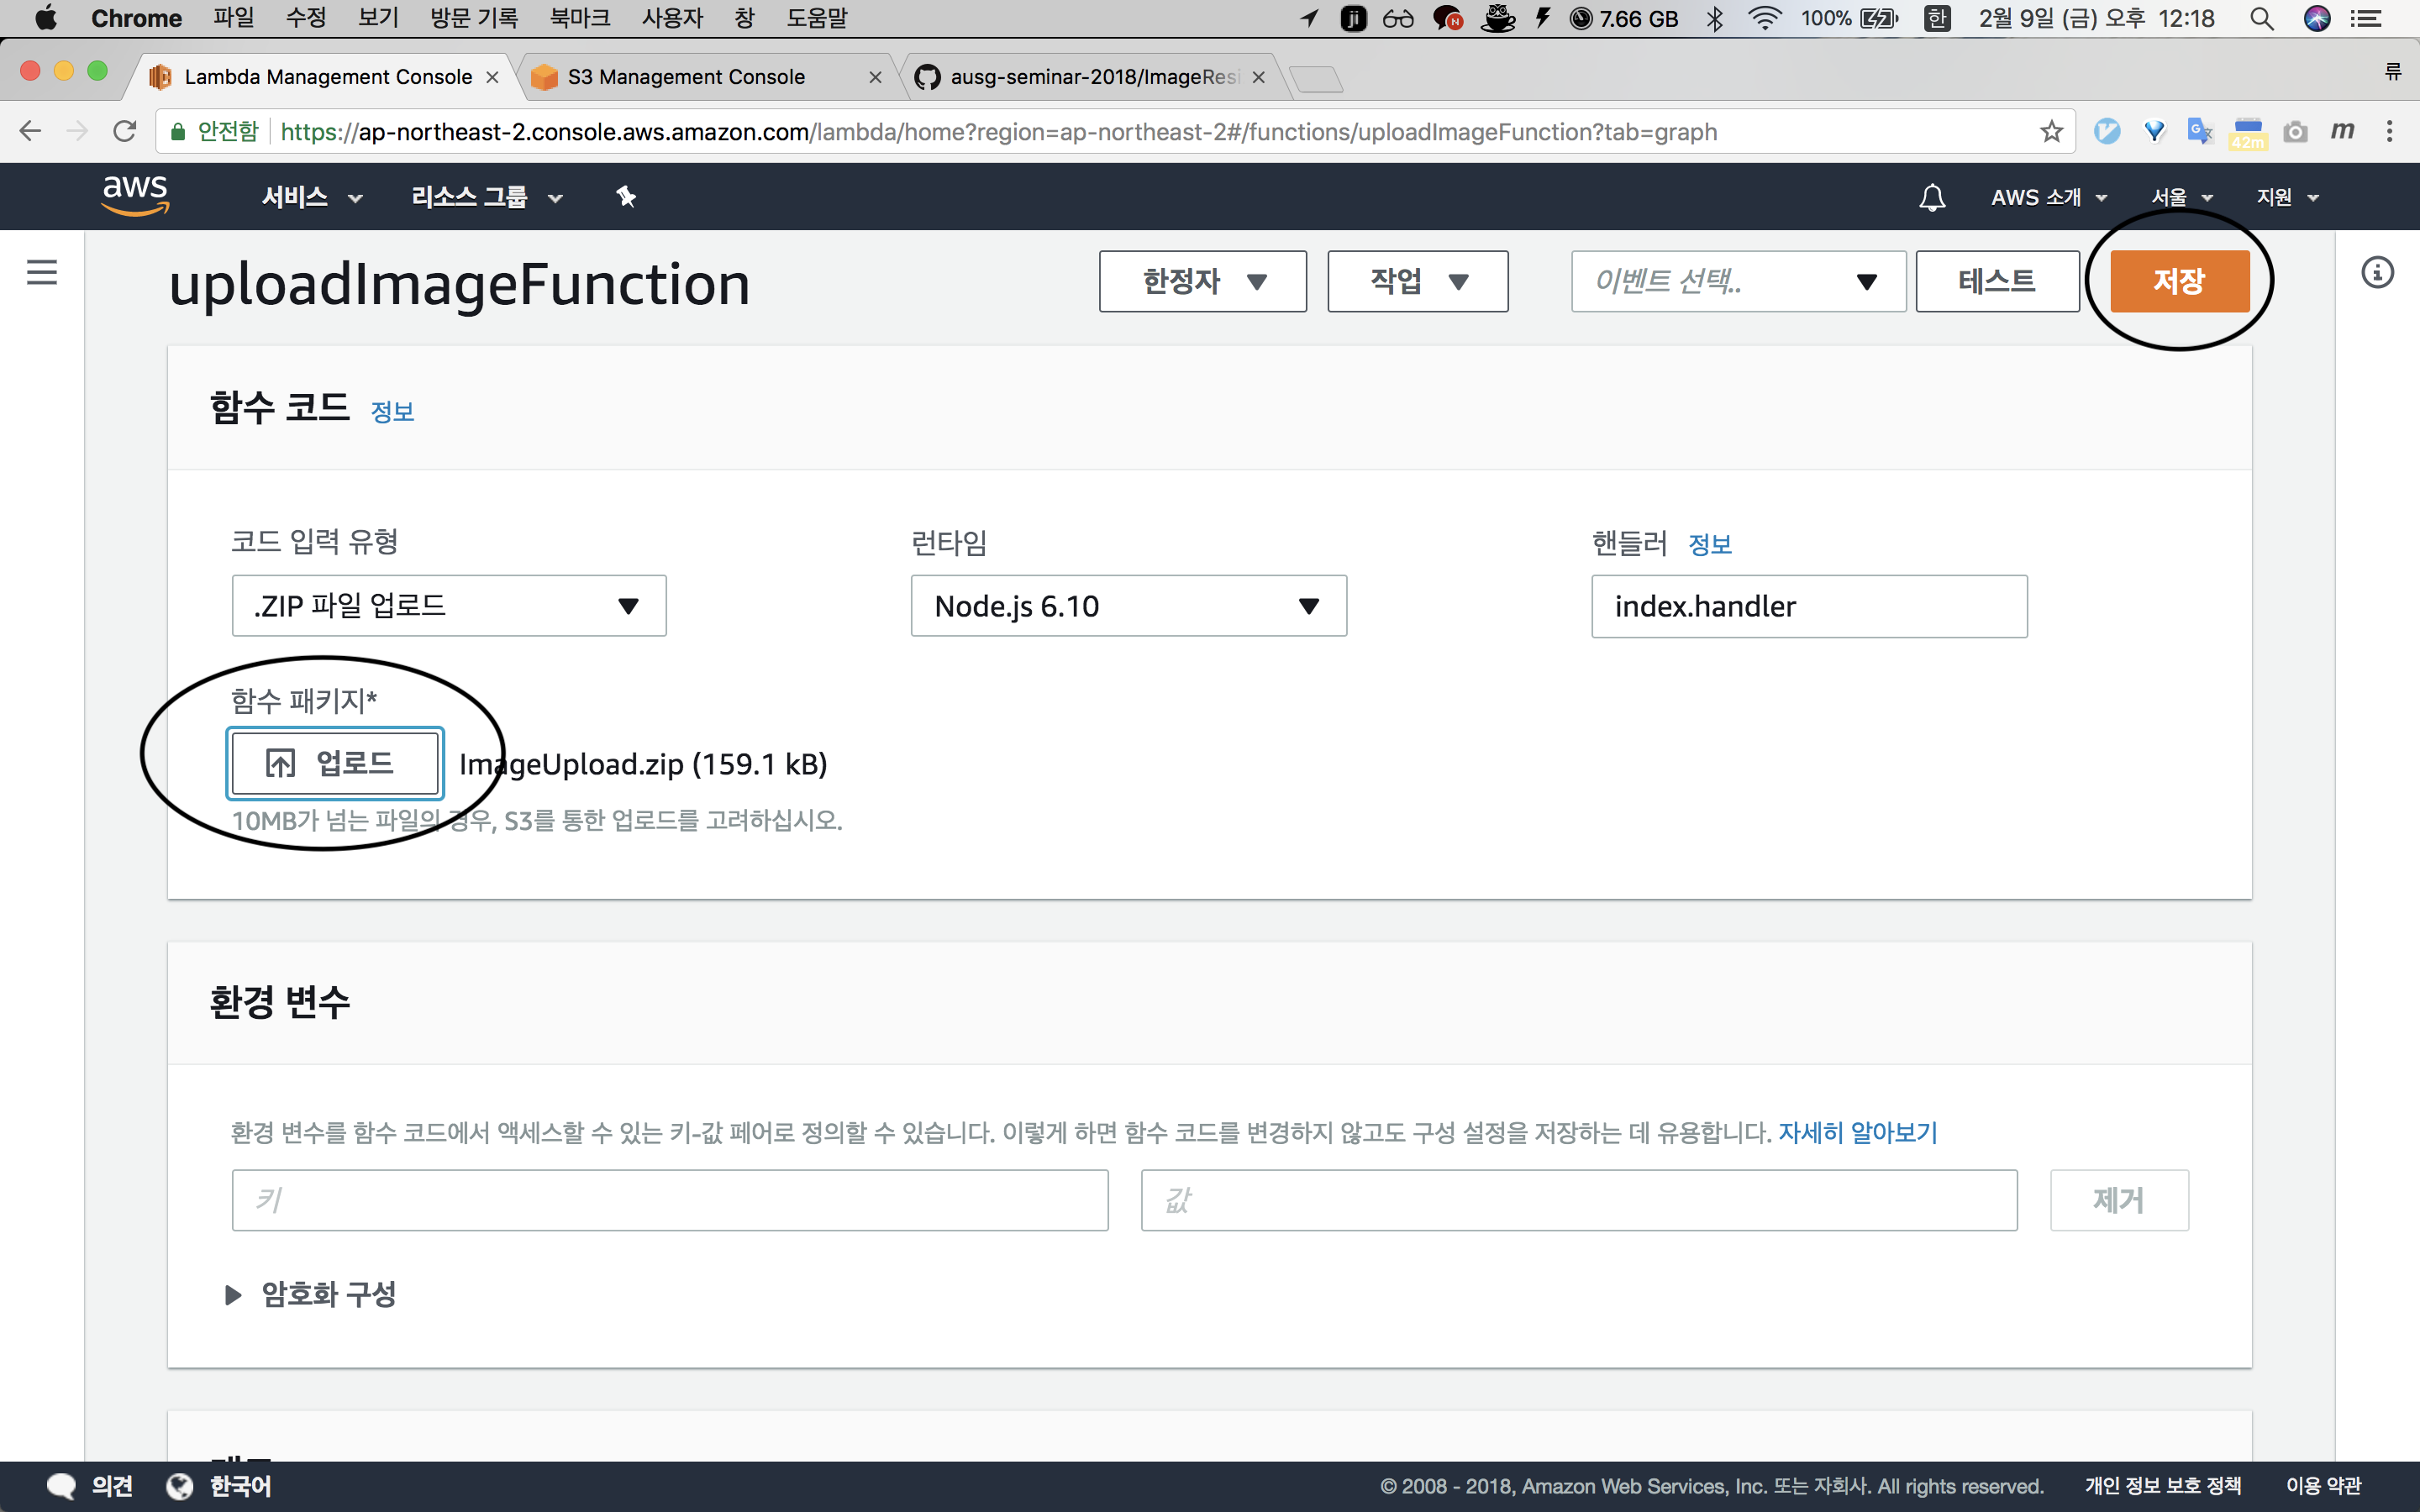 Chrome 파일 수정 보기 방문 기록 북마크 사용자 창 도움말 7.66 GB 100% 한 2월 9일 (금) 오후 12:18
Lambda Management Console S3 Management Console ausg-seminar-2018/ImageResi 류
안전함 https://ap-northeast-2.console.aws.amazon.com/lambda/home?region=ap-northeast-2#/functions/uploadImageFunction?tab=graph 42m m
aws 서비스 리소스 그룹 AWS 소개 서울 지원
uploadImageFunction 한정자 작업 이벤트 선택.. 테스트 저장
함수 코드 정보
코드 입력 유형 런타임 핸들러 정보
.ZIP 파일 업로드 Node.js 6.10 index.handler
함수 패키지*
업로드 ImageUpload.zip (159.1 kB)
10MB가 넘는 파일의 경우, S3를 통한 업로드를 고려하십시오.
환경 변수
환경 변수를 함수 코드에서 액세스할 수 있는 키-값 페어로 정의할 수 있습니다. 이렇게 하면 함수 코드를 변경하지 않고도 구성 설정을 저장하는 데 유용합니다. 자세히 알아보기
키 값 제거
암호화 구성
의견 한국어 © 2008 - 2018, Amazon Web Services, Inc. 또는 자회사. All rights reserved. 개인 정보 보호 정책 이용 약관